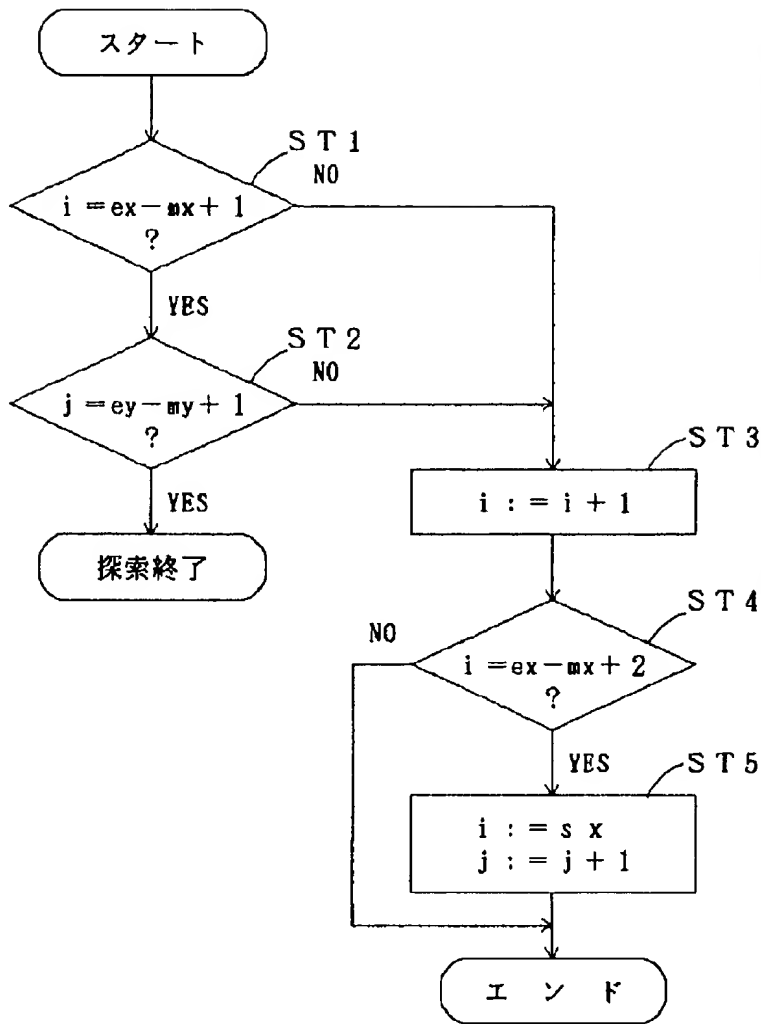 スタート
ST1
NO
i=ex-mx+1
?
YES
ST2
NO
j=ey-my+1
?
YES
探索終了
ST3
i:=i+1
ST4
NO
i=ex-mx+2
?
YES
ST5
i:=sx
j:=j+1
エンド